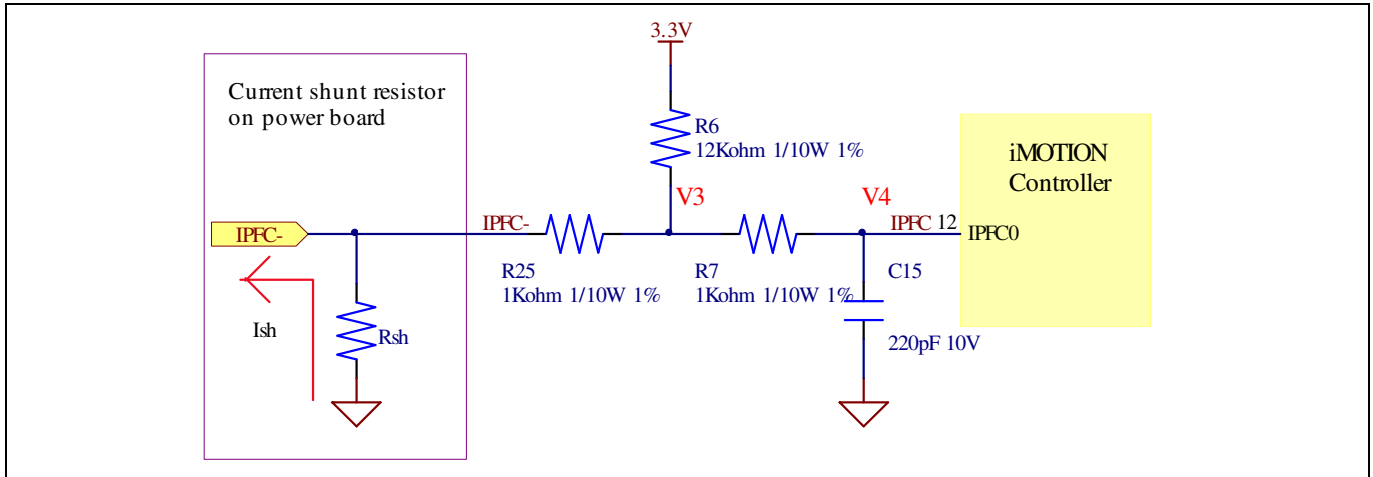 3.3V
Current shunt resistor
on power board
R6
12Kohm 1/10W 1%
iMOTION
Controller
V3
V4
IPFC-
IPFC-
IPFC 12
IPFC0
R25
1Kohm 1/10W 1%
R7
1Kohm 1/10W 1%
C15
Ish
Rsh
220pF 10V